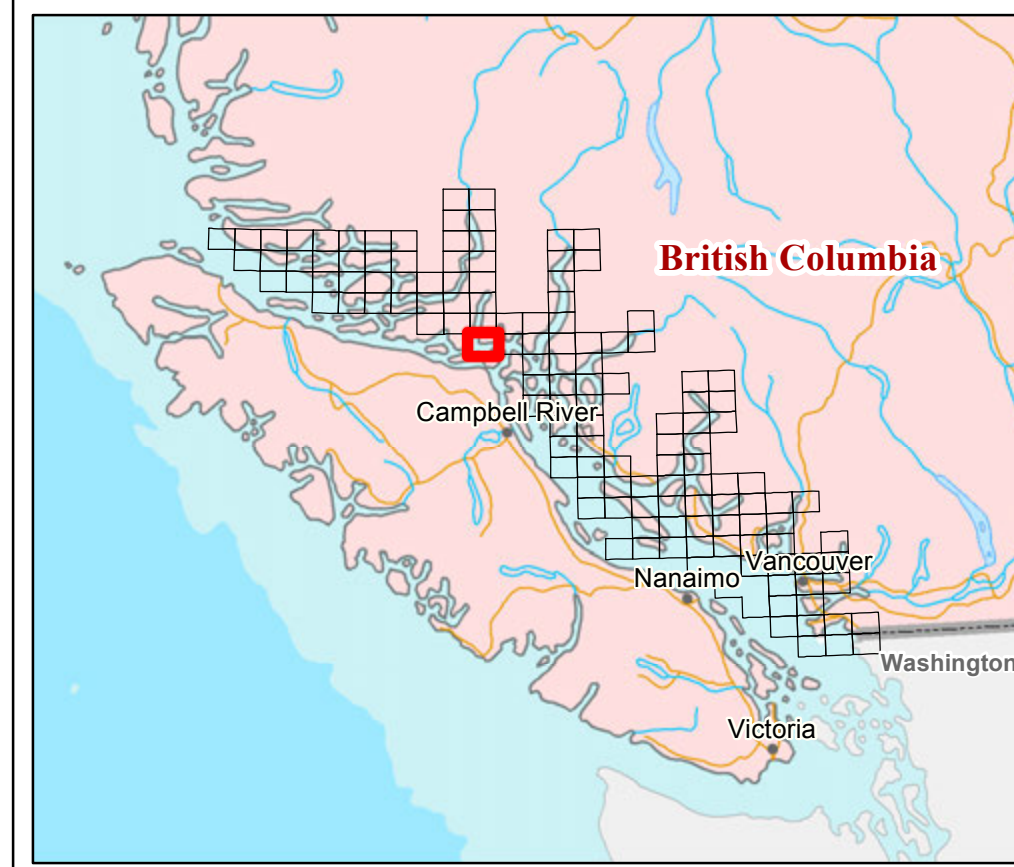 British Columbia
Campbell River
Vancouver
Nanaimo
Washington
Victoria